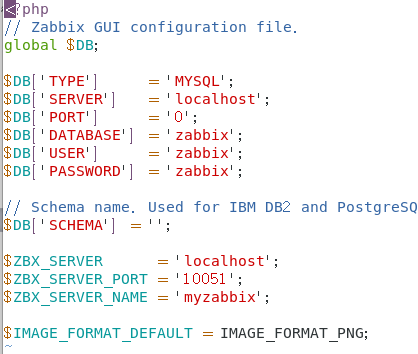 <?php
// Zabbix GUI configuration file.
global $DB;
$DB['TYPE']      = 'MYSQL';
$DB['SERVER']    = 'localhost';
$DB['PORT']      = '0';
$DB['DATABASE']  = 'zabbix';
$DB['USER']      = 'zabbix';
$DB['PASSWORD']  = 'zabbix';
// Schema name. Used for IBM DB2 and PostgreSQ
$DB['SCHEMA']  = '';
$ZBX_SERVER      = 'localhost';
$ZBX_SERVER_PORT = '10051';
$ZBX_SERVER_NAME = 'myzabbix';
$IMAGE_FORMAT_DEFAULT = IMAGE_FORMAT_PNG;
~